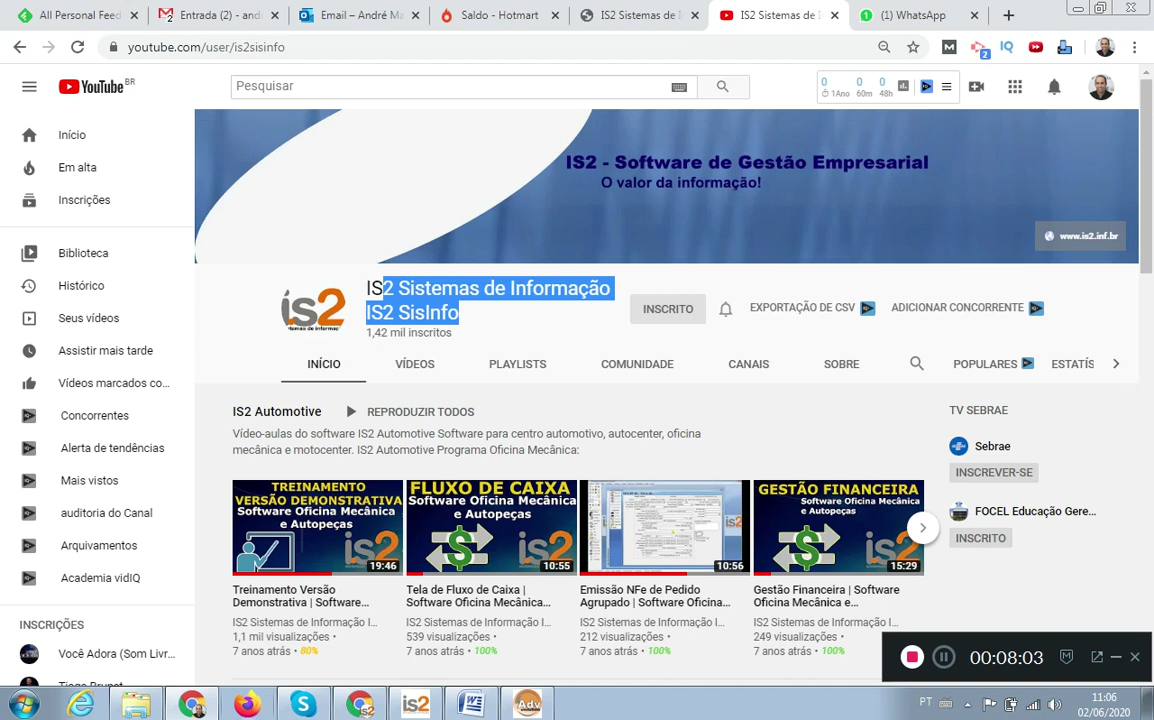 All Personal Feed
Entrada (2) - and
Email – André Ma
Saldo - Hotmart
IS2 Sistemas de I
IS2 Sistemas de I
(1) WhatsApp
youtube.com/user/is2sisinfo
M
2
IQ
YouTube BR
Pesquisar
0 0 0
1Ano 60m 48h
Início
Em alta
Inscrições
Biblioteca
Histórico
Seus vídeos
Assistir mais tarde
Vídeos marcados co...
Concorrentes
Alerta de tendências
Mais vistos
auditoria do Canal
Arquivamentos
Academia vidIQ
INSCRIÇÕES
Você Adora (Som Livr...
IS2 - Software de Gestão Empresarial
O valor da informação!
www.is2.inf.br
is2
IS2 Sistemas de Informação
IS2 SisInfo
1,42 mil inscritos
INSCRITO
EXPORTAÇÃO DE CSV
ADICIONAR CONCORRENTE
INÍCIO
VÍDEOS
PLAYLISTS
COMUNIDADE
CANAIS
SOBRE
POPULARES
ESTATÍS
IS2 Automotive
REPRODUZIR TODOS
Vídeo-aulas do software IS2 Automotive Software para centro automotivo, autocenter, oficina
mecânica e motocenter. IS2 Automotive Programa Oficina Mecânica:
TREINAMENTO
VERSÃO DEMONSTRATIVA
Software Oficina Mecânica
e Autopeças
is2
19:46
Treinamento Versão
Demonstrativa | Software...
IS2 Sistemas de Informação I...
1,1 mil visualizações •
7 anos atrás • 80%
FLUXO DE CAIXA
Software Oficina Mecânica
e Autopeças
is2
10:55
Tela de Fluxo de Caixa |
Software Oficina Mecânica...
IS2 Sistemas de Informação I...
539 visualizações •
7 anos atrás • 100%
10:56
Emissão NFe de Pedido
Agrupado | Software Oficina...
IS2 Sistemas de Informação I...
212 visualizações •
7 anos atrás • 100%
GESTÃO FINANCEIRA
Software Oficina Mecânica
e Autopeças
is2
15:29
Gestão Financeira | Software
Oficina Mecânica e...
IS2 Sistemas de Informação I...
249 visualizações •
7 anos atrás • 100%
TV SEBRAE
Sebrae
INSCREVER-SE
FOCEL Educação Gere...
INSCRITO
00:08:03
is2
Adv
PT
11:06
02/06/2020